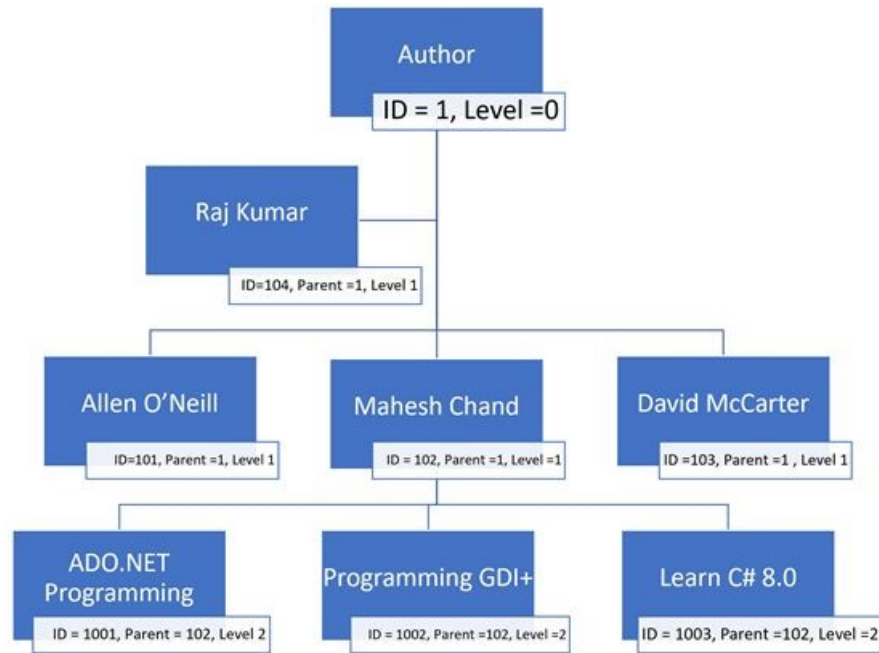 Author
ID = 1, Level =0
Raj Kumar
ID=104, Parent =1, Level 1
Allen O’Neill
ID=101, Parent =1, Level 1
Mahesh Chand
ID = 102, Parent =1, Level =1
David McCarter
ID =103, Parent =1 , Level 1
ADO.NET
Programming
ID = 1001, Parent = 102, Level 2
Programming GDI+
ID = 1002, Parent =102, Level =2
Learn C# 8.0
ID = 1003, Parent =102, Level =2